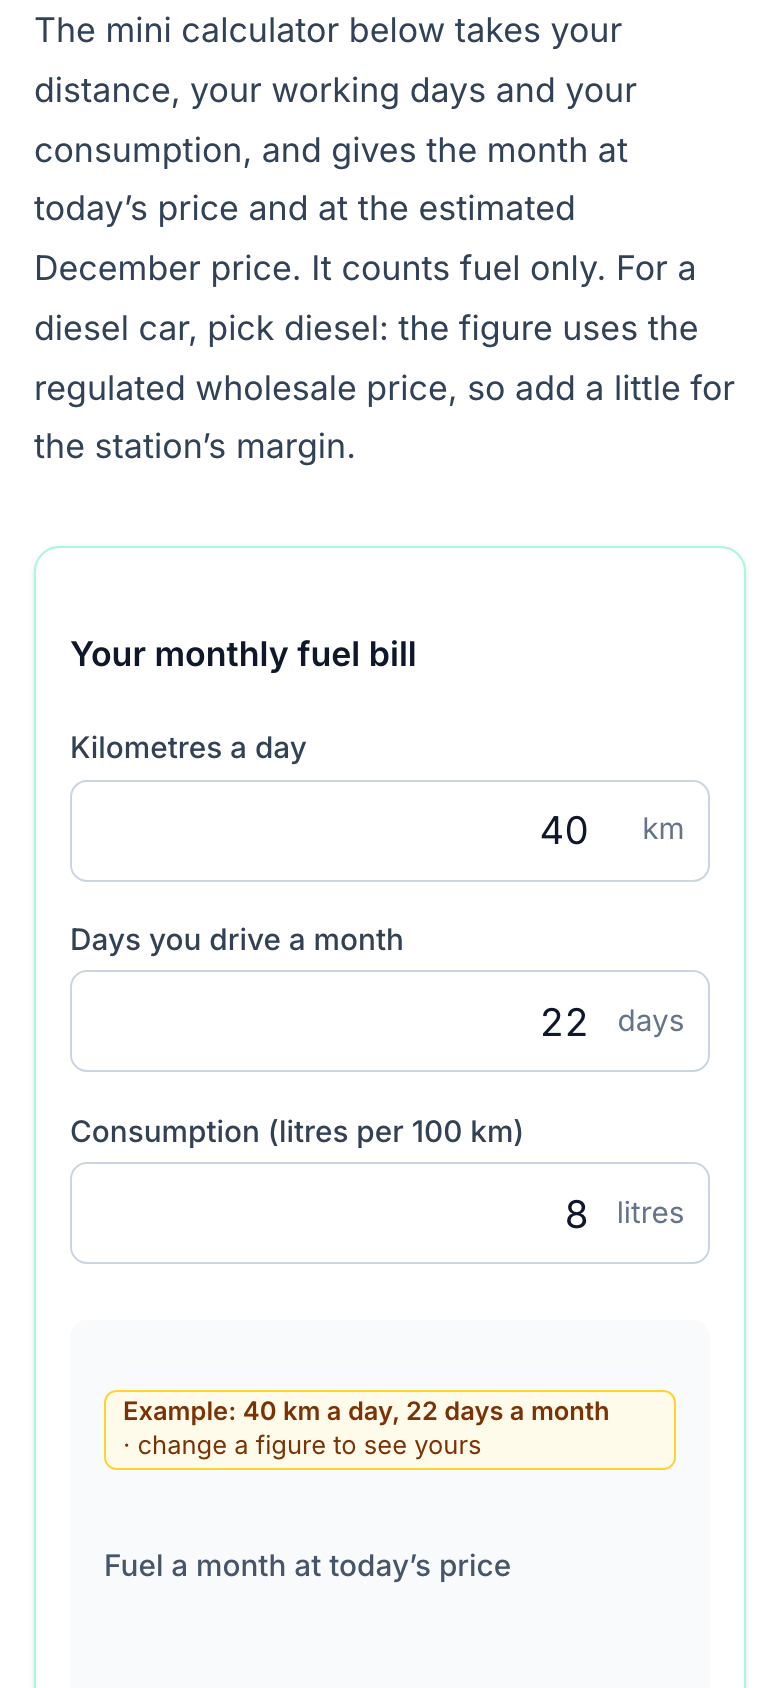 The mini calculator below takes your
distance, your working days and your
consumption, and gives the month at
today’s price and at the estimated
December price. It counts fuel only. For a
diesel car, pick diesel: the figure uses the
regulated wholesale price, so add a little for
the station’s margin.
Your monthly fuel bill
Kilometres a day
40 km
Days you drive a month
22 days
Consumption (litres per 100 km)
8 litres
Example: 40 km a day, 22 days a month
· change a figure to see yours
Fuel a month at today’s price